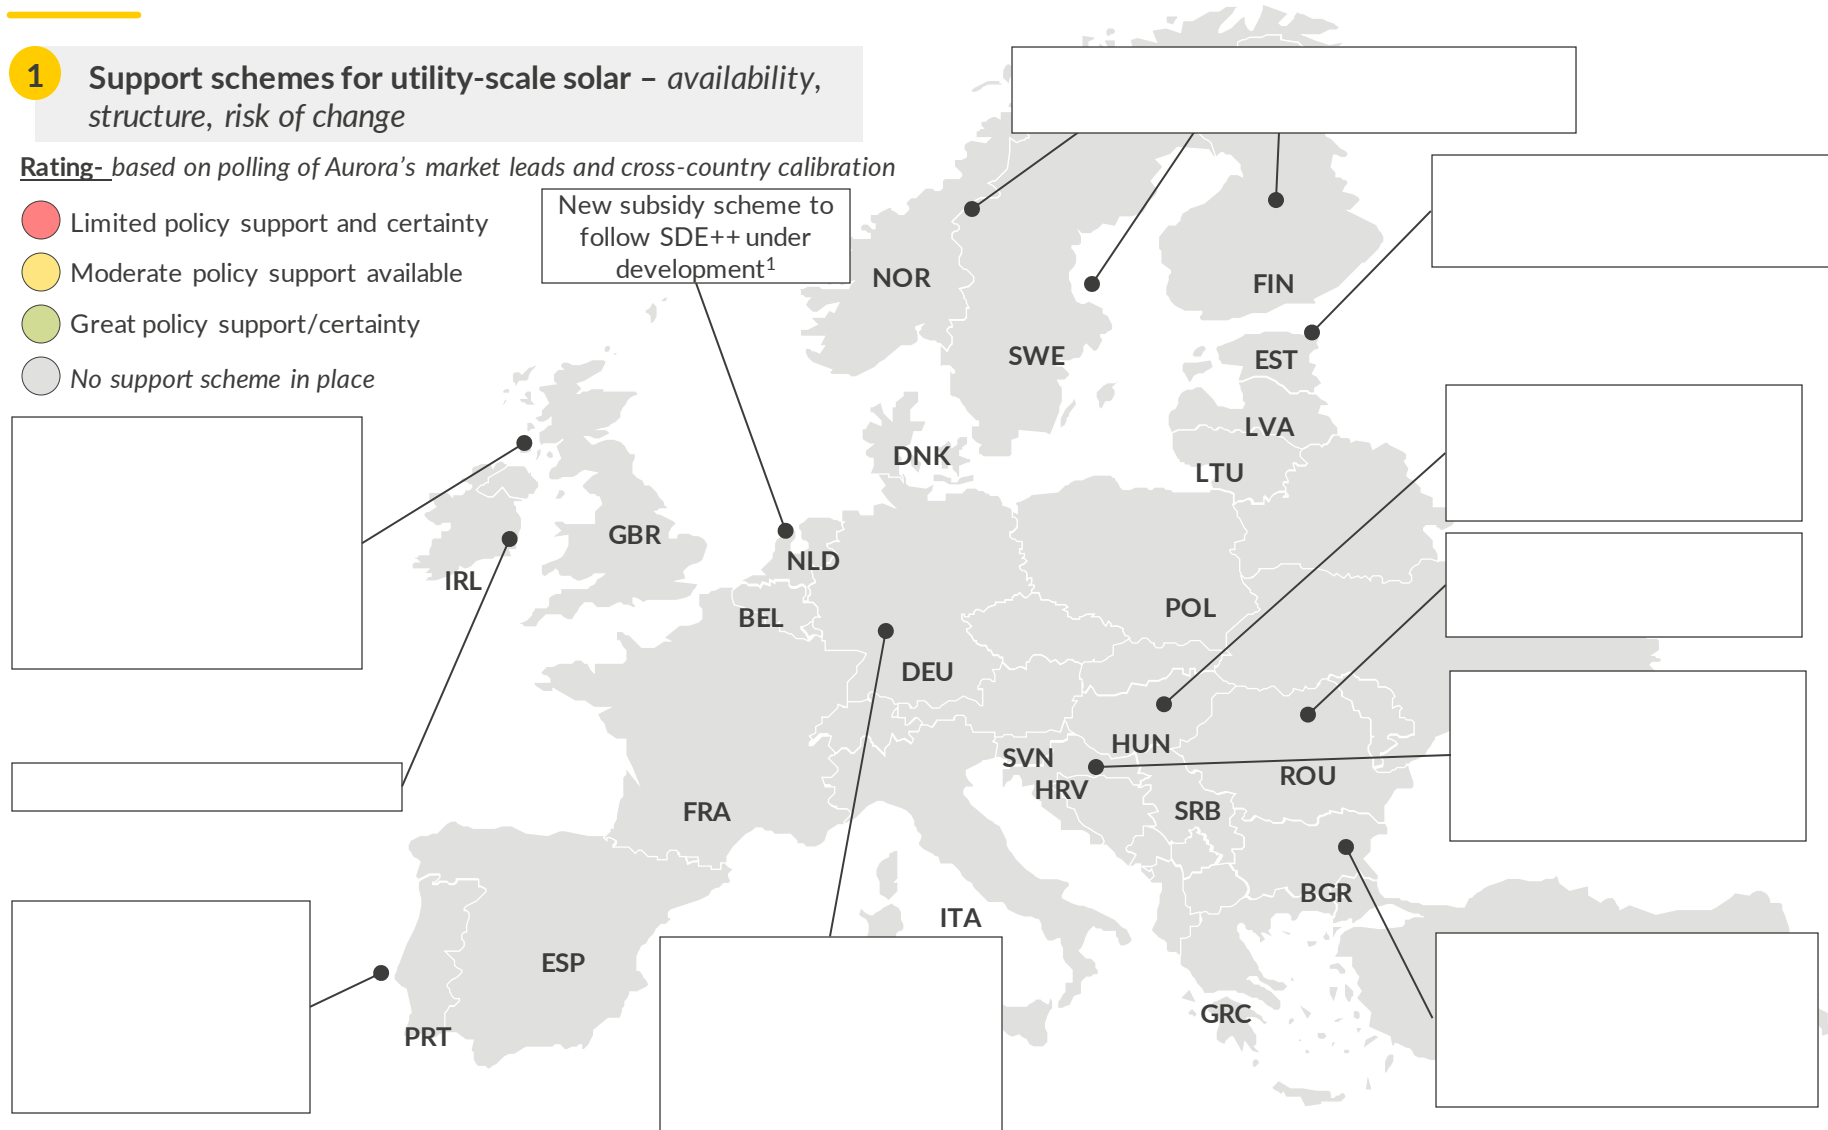 1
Support schemes for utility-scale solar – availability,
structure, risk of change
Rating- based on polling of Aurora's market leads and cross-country calibration
Limited policy support and certainty
Moderate policy support available
Great policy support/certainty
No support scheme in place
New subsidy scheme to
follow SDE++ under
development¹
NOR
FIN
SWE
EST
LVA
DNK
LTU
GBR
NLD
IRL
BEL
POL
DEU
HUN
SVN
ROU
HRV
SRB
FRA
BGR
ITA
ESP
GRC
PRT